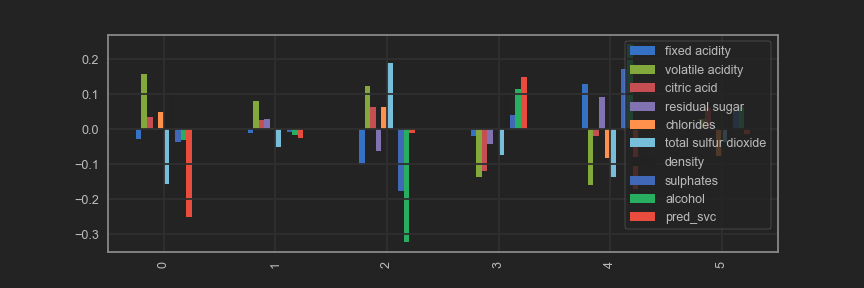 0.2
0.1
0.0
−0.1
−0.2
−0.3
0
1
2
3
4
5
fixed acidity
volatile acidity
citric acid
residual sugar
chlorides
total sulfur dioxide
density
sulphates
alcohol
pred_svc